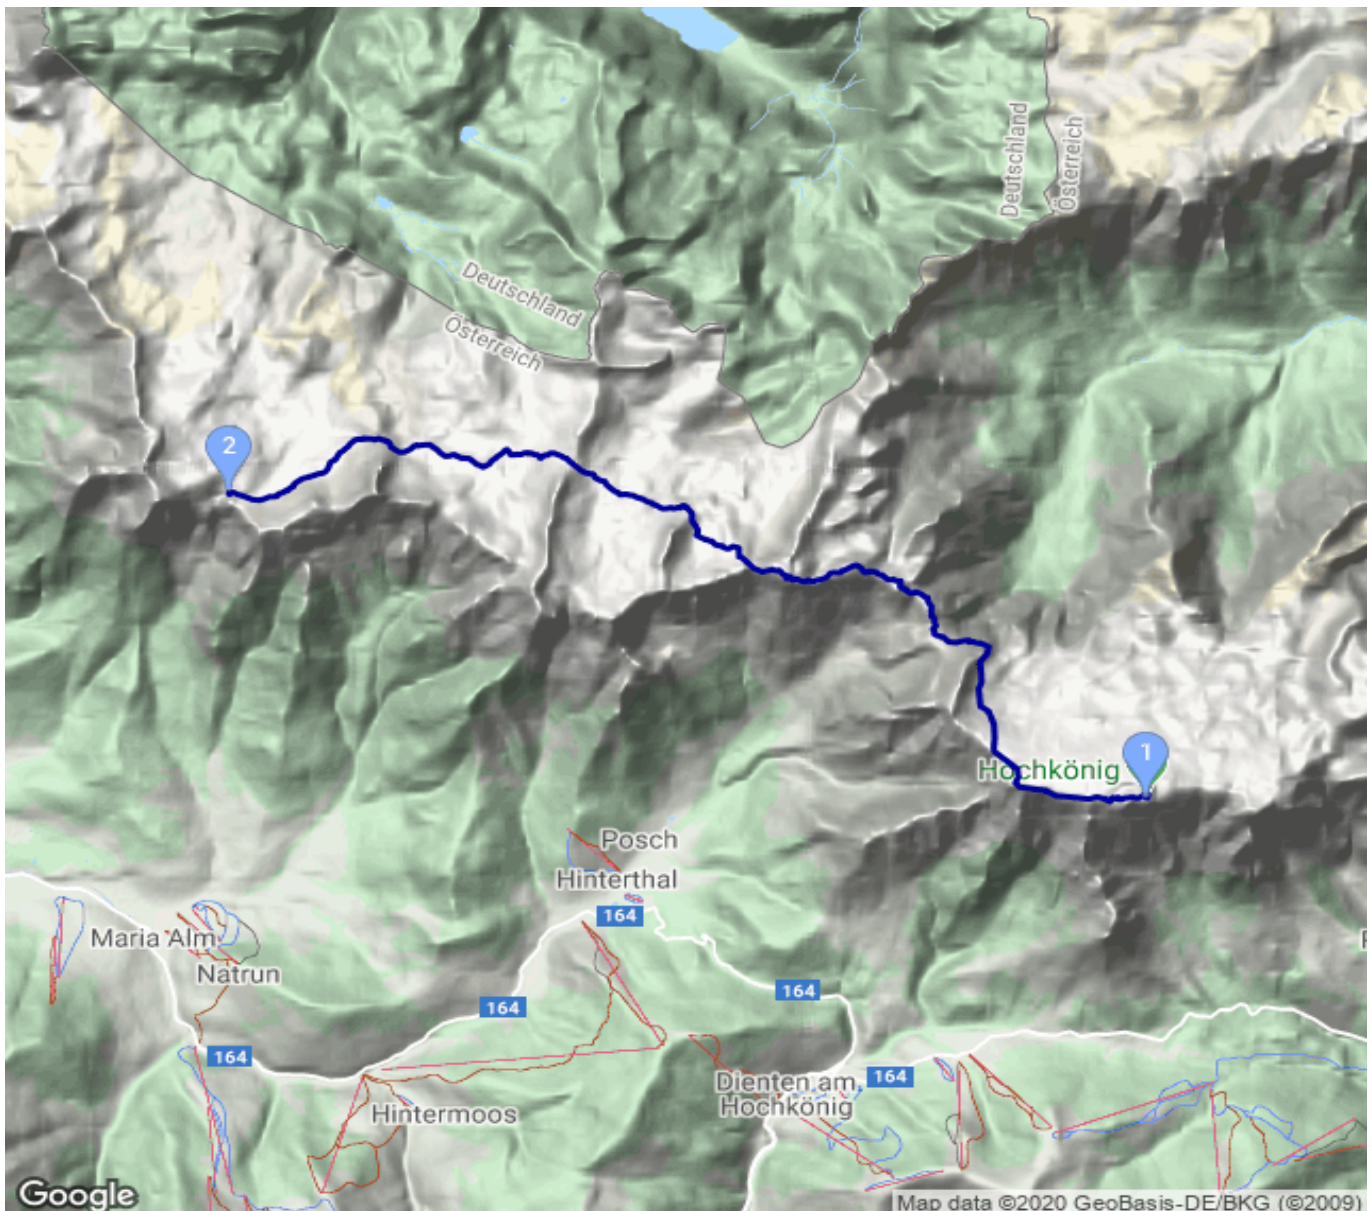 Deutschland
Österreich
Deutschland
Österreich
2
1
Hochkönig
Posch
Hinterthal
164
Maria Alm
Natrun
164
164
164
164
Dienten am
Hochkönig
Hintermoos
Google
Map data ©2020 GeoBasis-DE/BKG (©2009)